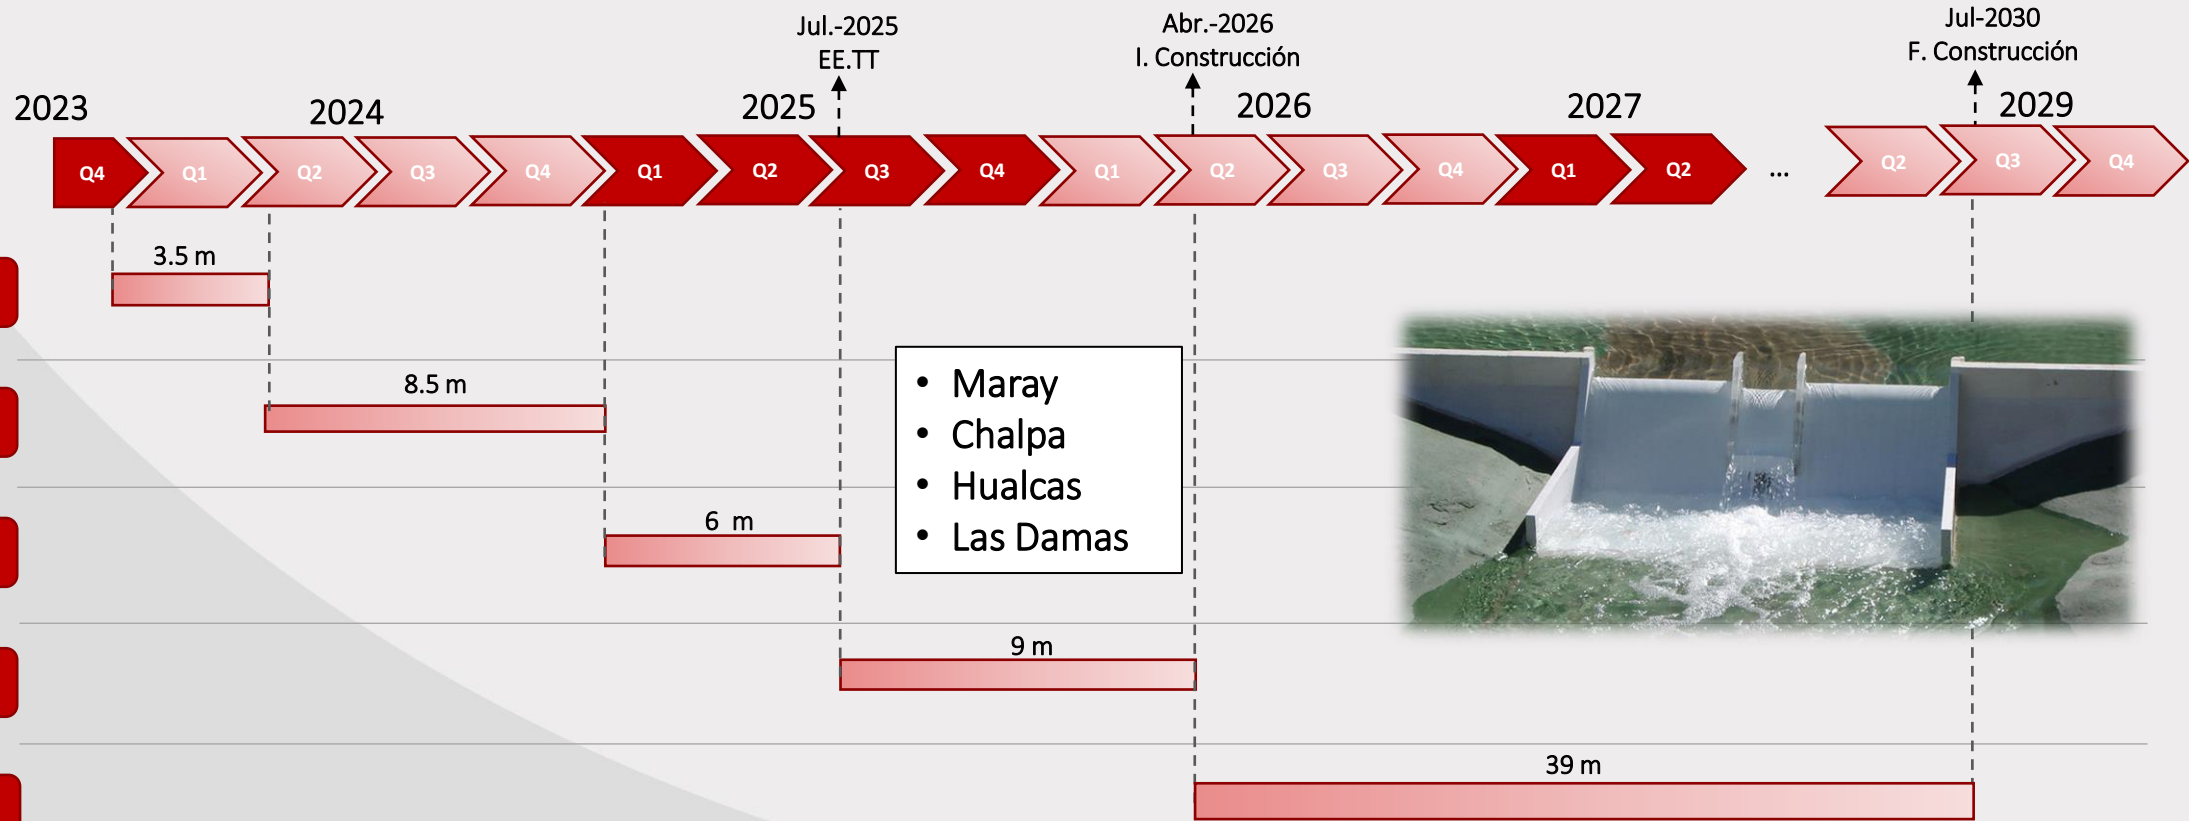 Jul.-2025
EE.TT
Abr.-2026
I. Construcción
Jul-2030
F. Construcción
2023
2024
2025
2026
2027
2029
Q4
Q1
Q2
Q3
Q4
Q1
Q2
Q3
Q4
Q1
Q2
Q3
Q4
Q1
Q2
...
Q2
Q3
Q4
3.5 m
8.5 m
• Maray
• Chalpa
• Hualcas
• Las Damas
6 m
9 m
39 m